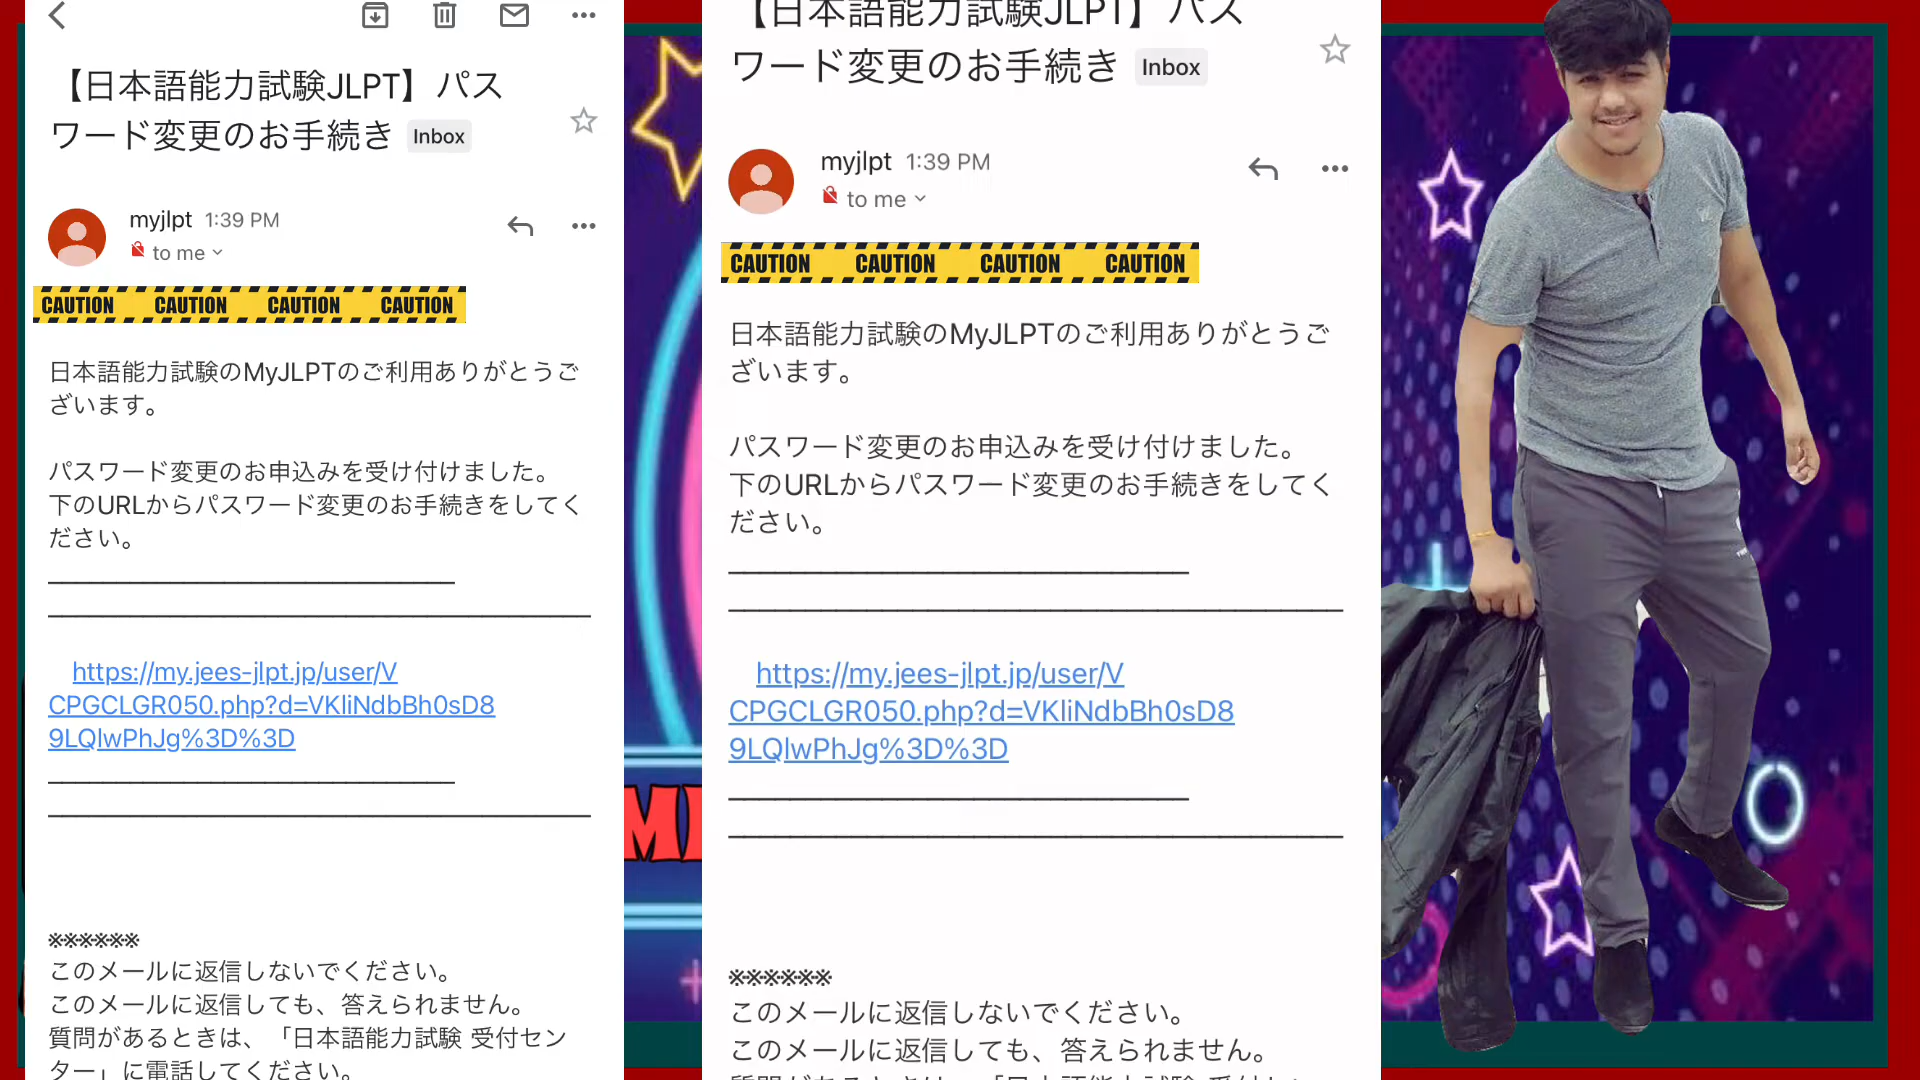 【日本語能力試験JLPT】パス
ワード変更のお手続き Inbox
myjlpt 1:39 PM
to me
CAUTION CAUTION CAUTION CAUTION
日本語能力試験のMyJLPTのご利用ありがとうご
ざいます。
パスワード変更のお申込みを受け付けました。
下のURLからパスワード変更のお手続きをしてく
ださい。
https://my.jees-jlpt.jp/user/V
CPGCLGR050.php?d=VKliNdbBh0sD8
9LQlwPhJg%3D%3D
※※※※※※
このメールに返信しないでください。
このメールに返信しても、答えられません。
質問があるときは、「日本語能力試験 受付セン
ター」に電話してください。
【日本語能力試験JLPT】パス
ワード変更のお手続き Inbox
myjlpt 1:39 PM
to me
CAUTION CAUTION CAUTION CAUTION
日本語能力試験のMyJLPTのご利用ありがとうご
ざいます。
パスワード変更のお申込みを受け付けました。
下のURLからパスワード変更のお手続きをしてく
ださい。
https://my.jees-jlpt.jp/user/V
CPGCLGR050.php?d=VKliNdbBh0sD8
9LQlwPhJg%3D%3D
※※※※※※
このメールに返信しないでください。
このメールに返信しても、答えられません。